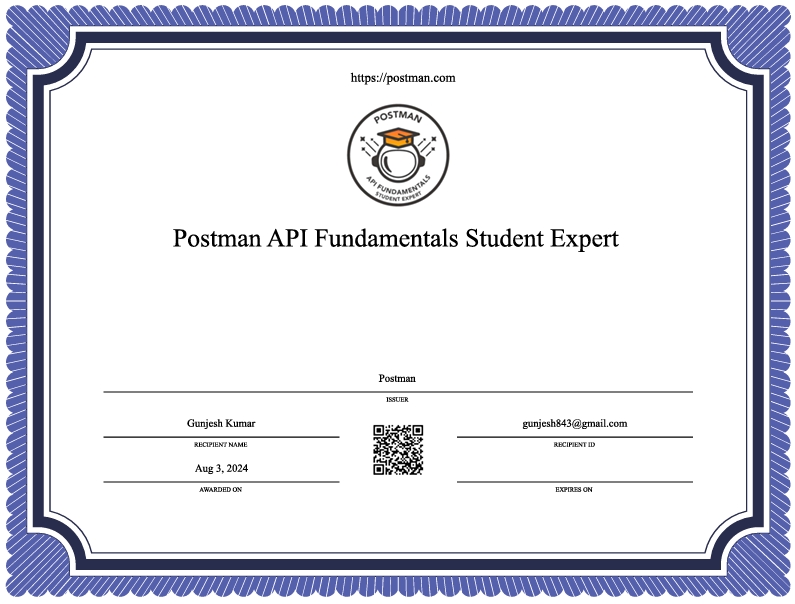 https://postman.com
POSTMAN
API FUNDAMENTALS
STUDENT EXPERT
Postman API Fundamentals Student Expert
Postman
ISSUER
Gunjesh Kumar
RECIPIENT NAME
gunjesh843@gmail.com
RECIPIENT ID
Aug 3, 2024
AWARDED ON
EXPIRES ON